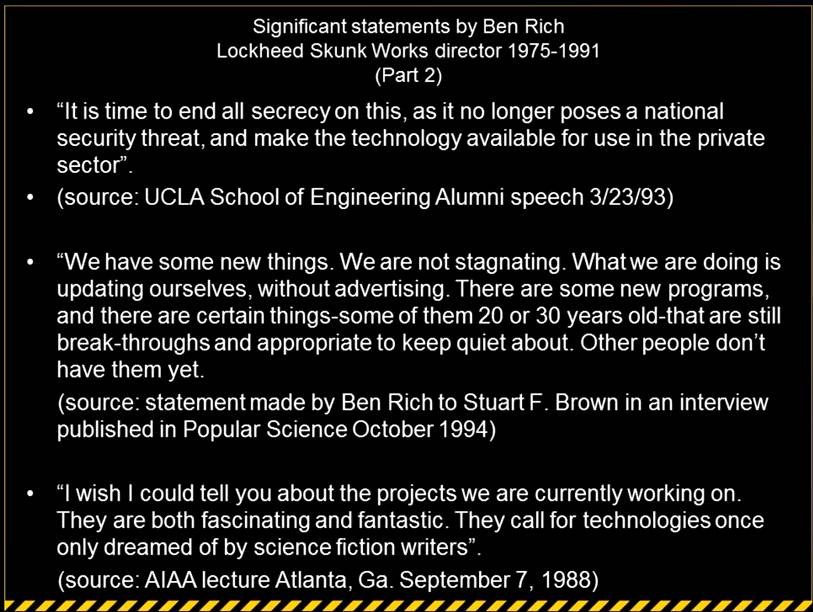 Significant statements by Ben Rich
Lockheed Skunk Works director 1975-1991
(Part 2)
• “It is time to end all secrecy on this, as it no longer poses a national
security threat, and make the technology available for use in the private
sector”.
• (source: UCLA School of Engineering Alumni speech 3/23/93)
• “We have some new things. We are not stagnating. What we are doing is
updating ourselves, without advertising. There are some new programs,
and there are certain things-some of them 20 or 30 years old-that are still
break-throughs and appropriate to keep quiet about. Other people don’t
have them yet.
(source: statement made by Ben Rich to Stuart F. Brown in an interview
published in Popular Science October 1994)
• “I wish I could tell you about the projects we are currently working on.
They are both fascinating and fantastic. They call for technologies once
only dreamed of by science fiction writers”.
(source: AIAA lecture Atlanta, Ga. September 7, 1988)